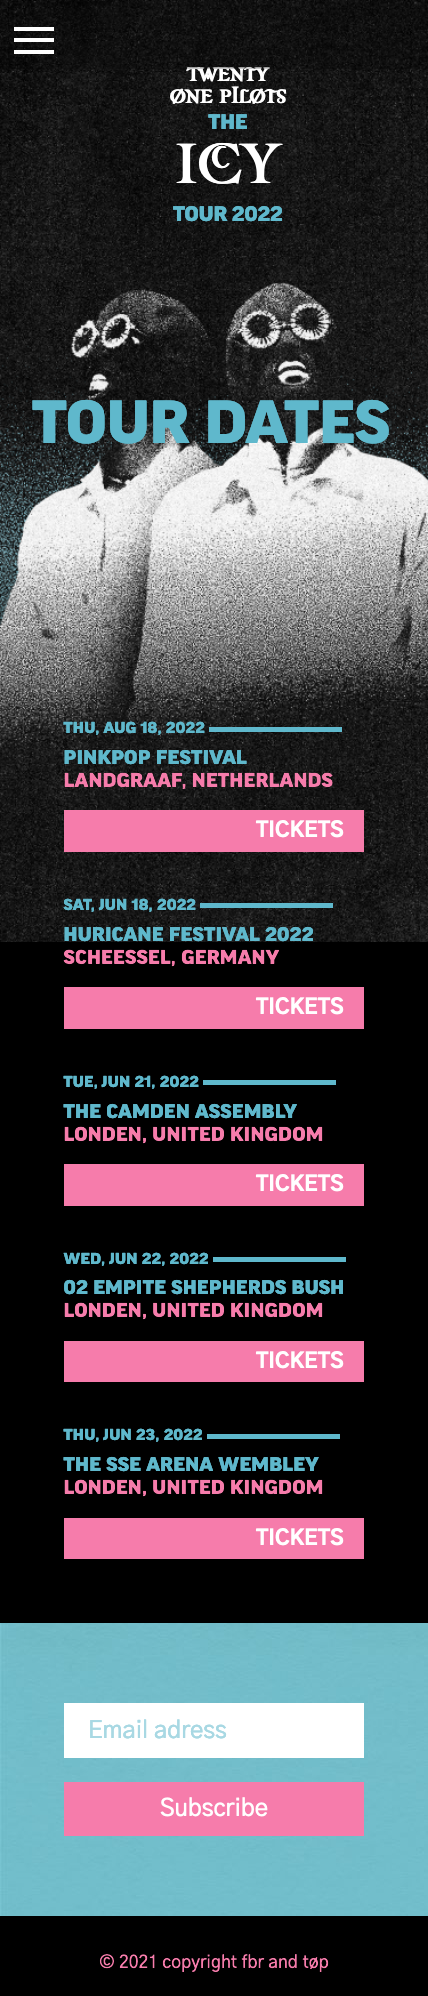 TWENTY
ØNE PILØTS
THE
ICY
TOUR 2022
TOUR DATES
THU, AUG 18, 2022
PINKPOP FESTIVAL
LANDGRAAF, NETHERLANDS
TICKETS
SAT, JUN 18, 2022
HURICANE FESTIVAL 2022
SCHEESSEL, GERMANY
TICKETS
TUE, JUN 21, 2022
THE CAMDEN ASSEMBLY
LONDEN, UNITED KINGDOM
TICKETS
WED, JUN 22, 2022
02 EMPITE SHEPHERDS BUSH
LONDEN, UNITED KINGDOM
TICKETS
THU, JUN 23, 2022
THE SSE ARENA WEMBLEY
LONDEN, UNITED KINGDOM
TICKETS
Email adress
Subscribe
© 2021 copyright fbr and tøp